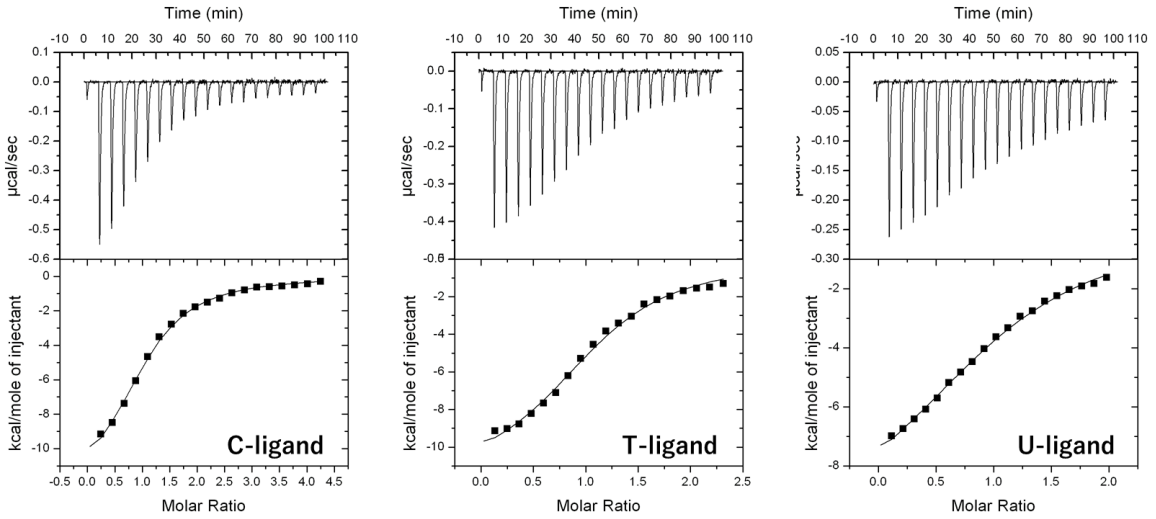 Time (min)
-10 0 10 20 30 40 50 60 70 80 90 100 110
0.1
0.0
-0.1
-0.2
-0.3
-0.4
-0.5
-0.6
µcal/sec
0
-2
-4
-6
-8
-10
kcal/mole of injectant
C-ligand
-0.5 0.0 0.5 1.0 1.5 2.0 2.5 3.0 3.5 4.0 4.5
Molar Ratio
Time (min)
-10 0 10 20 30 40 50 60 70 80 90 100 110
0.0
-0.1
-0.2
-0.3
-0.4
µcal/sec
-2
-4
-6
-8
-10
kcal/mole of injectant
T-ligand
0.0 0.5 1.0 1.5 2.0 2.5
Molar Ratio
Time (min)
-10 0 10 20 30 40 50 60 70 80 90 100 110
0.05
0.00
-0.05
-0.10
-0.15
-0.20
-0.25
-0.30
-2
-4
-6
-8
kcal/mole of injectant
U-ligand
0.0 0.5 1.0 1.5 2.0
Molar Ratio